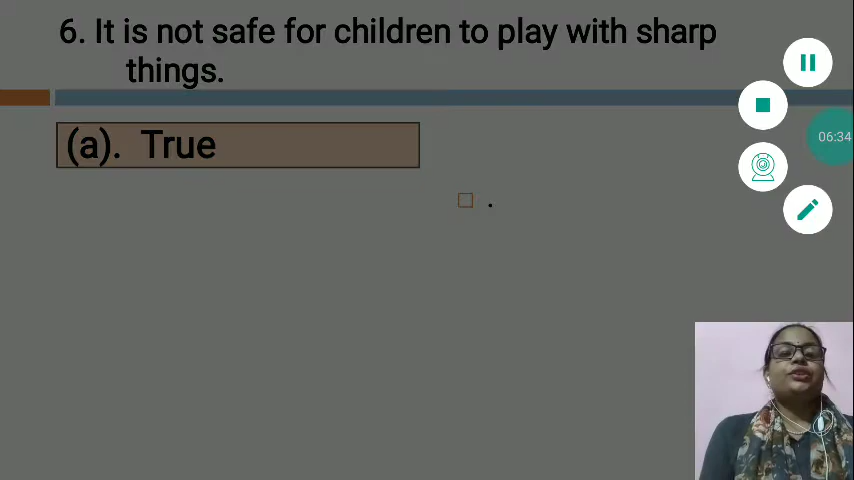 6. It is not safe for children to play with sharp
things.
(a). True
.
06:34